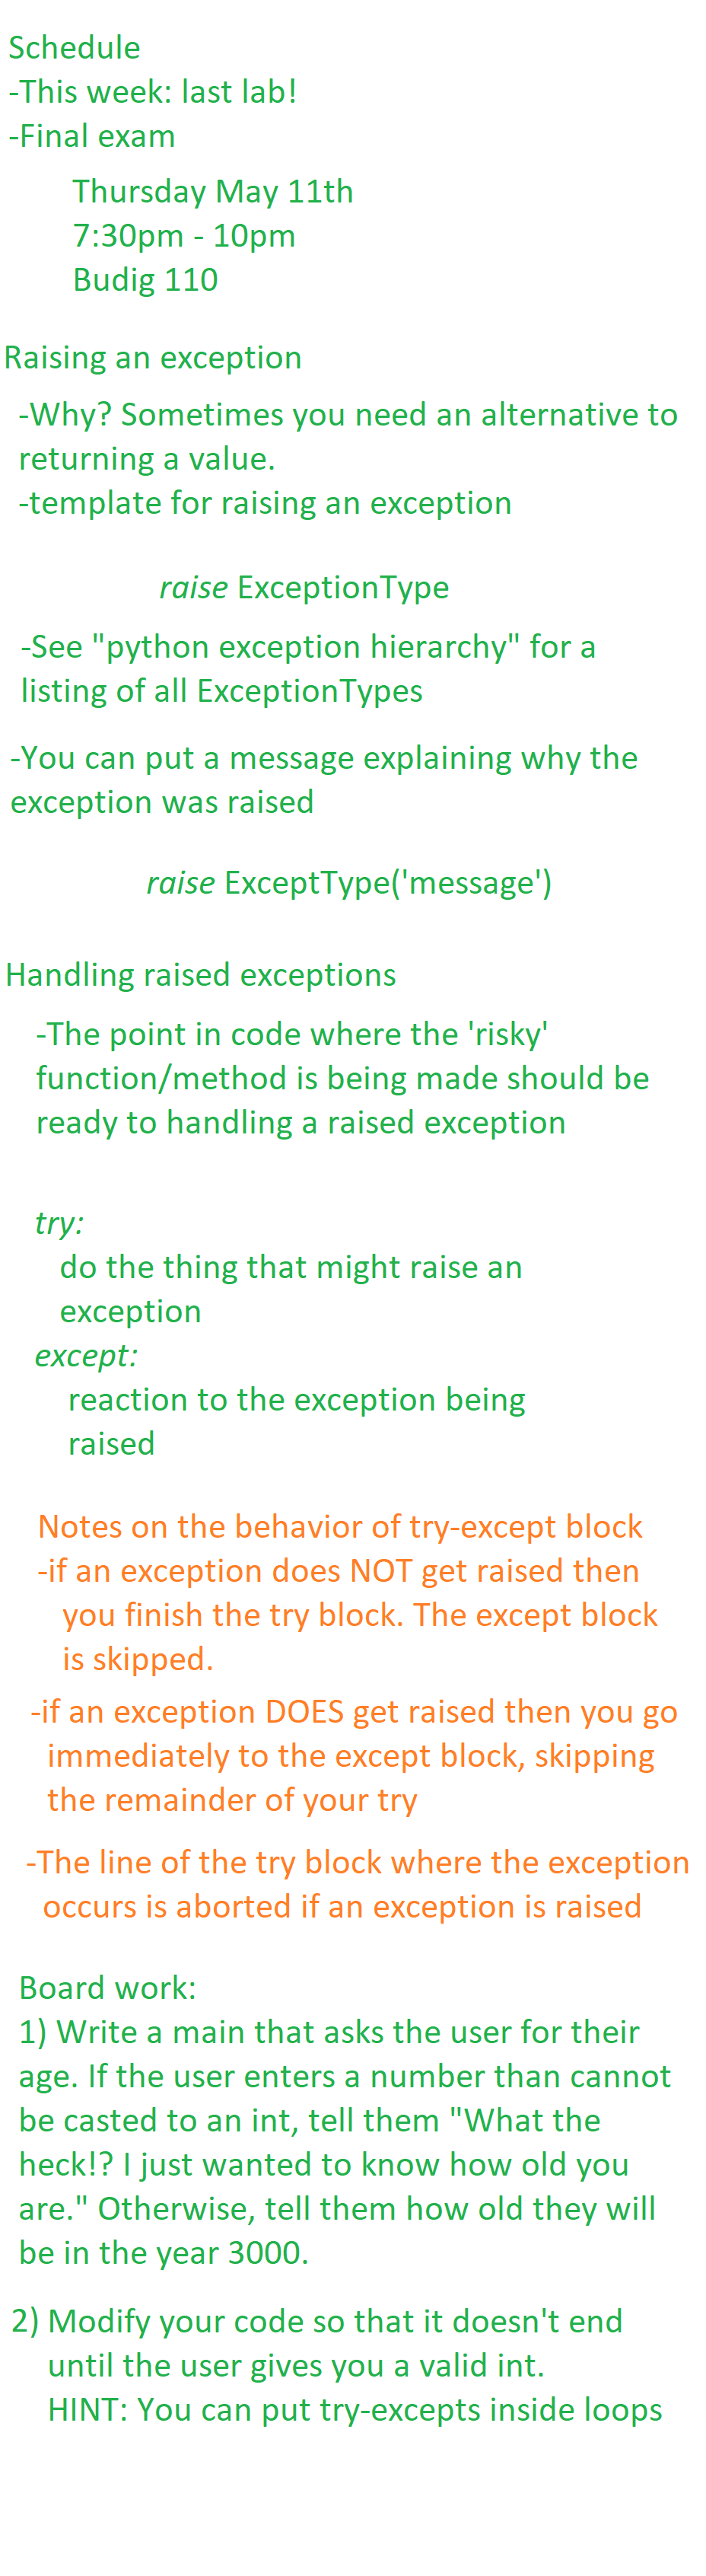 Schedule
-This week: last lab!
-Final exam
Thursday May 11th
7:30pm - 10pm
Budig 110
Raising an exception
-Why? Sometimes you need an alternative to
returning a value.
-template for raising an exception
raise ExceptionType
-See "python exception hierarchy" for a
listing of all ExceptionTypes
-You can put a message explaining why the
exception was raised
raise ExceptType('message')
Handling raised exceptions
-The point in code where the 'risky'
function/method is being made should be
ready to handling a raised exception
try:
do the thing that might raise an
exception
except:
reaction to the exception being
raised
Notes on the behavior of try-except block
-if an exception does NOT get raised then
you finish the try block. The except block
is skipped.
-if an exception DOES get raised then you go
immediately to the except block, skipping
the remainder of your try
-The line of the try block where the exception
occurs is aborted if an exception is raised
Board work:
1) Write a main that asks the user for their
age. If the user enters a number than cannot
be casted to an int, tell them "What the
heck!? I just wanted to know how old you
are." Otherwise, tell them how old they will
be in the year 3000.
2) Modify your code so that it doesn't end
until the user gives you a valid int.
HINT: You can put try-excepts inside loops